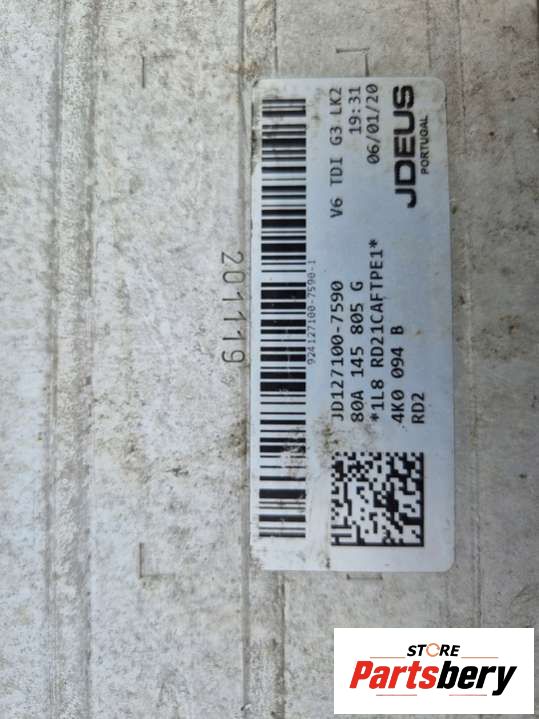 924127100-7590-1
JD127100-7590
80A 145 805 G
*1L8 RD21CAFTPE1*
4K0 094 B
RD2
V6 TDI G3 LK2
19:31
06/01/20
JDEUS
PORTUGAL
201119
STORE
Partsbery